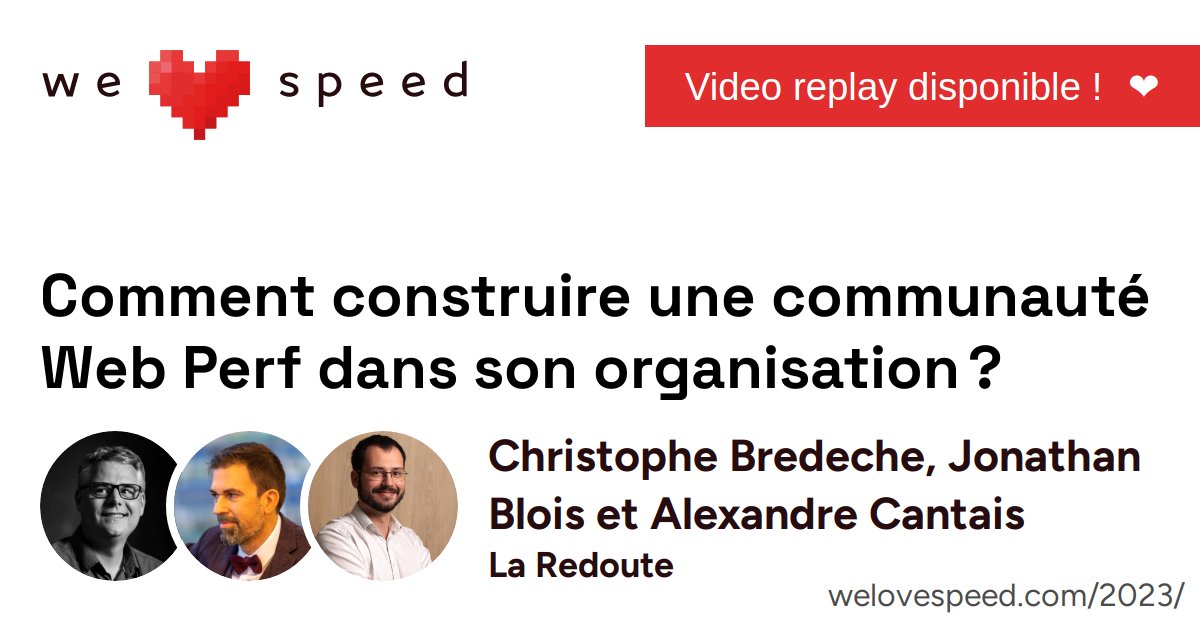 we speed
Video replay disponible ! ❤
Comment construire une communauté
Web Perf dans son organisation ?
Christophe Bredeche, Jonathan
Blois et Alexandre Cantais
La Redoute
welovespeed.com/2023/